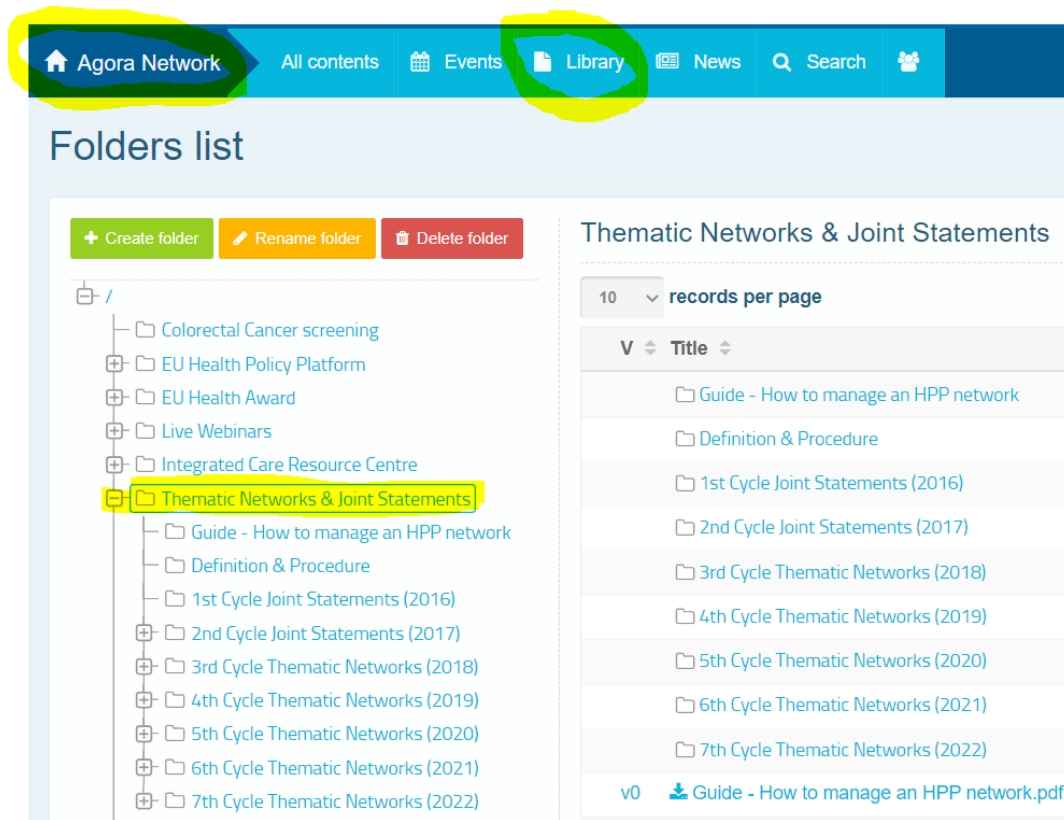 Agora Network All contents Events Library News Search
Folders list
+ Create folder Rename folder Delete folder
/
Colorectal Cancer screening
EU Health Policy Platform
EU Health Award
Live Webinars
Integrated Care Resource Centre
Thematic Networks & Joint Statements
Guide - How to manage an HPP network
Definition & Procedure
1st Cycle Joint Statements (2016)
2nd Cycle Joint Statements (2017)
3rd Cycle Thematic Networks (2018)
4th Cycle Thematic Networks (2019)
5th Cycle Thematic Networks (2020)
6th Cycle Thematic Networks (2021)
7th Cycle Thematic Networks (2022)
Thematic Networks & Joint Statements
10 records per page
V Title
Guide - How to manage an HPP network
Definition & Procedure
1st Cycle Joint Statements (2016)
2nd Cycle Joint Statements (2017)
3rd Cycle Thematic Networks (2018)
4th Cycle Thematic Networks (2019)
5th Cycle Thematic Networks (2020)
6th Cycle Thematic Networks (2021)
7th Cycle Thematic Networks (2022)
v0 Guide - How to manage an HPP network.pdf